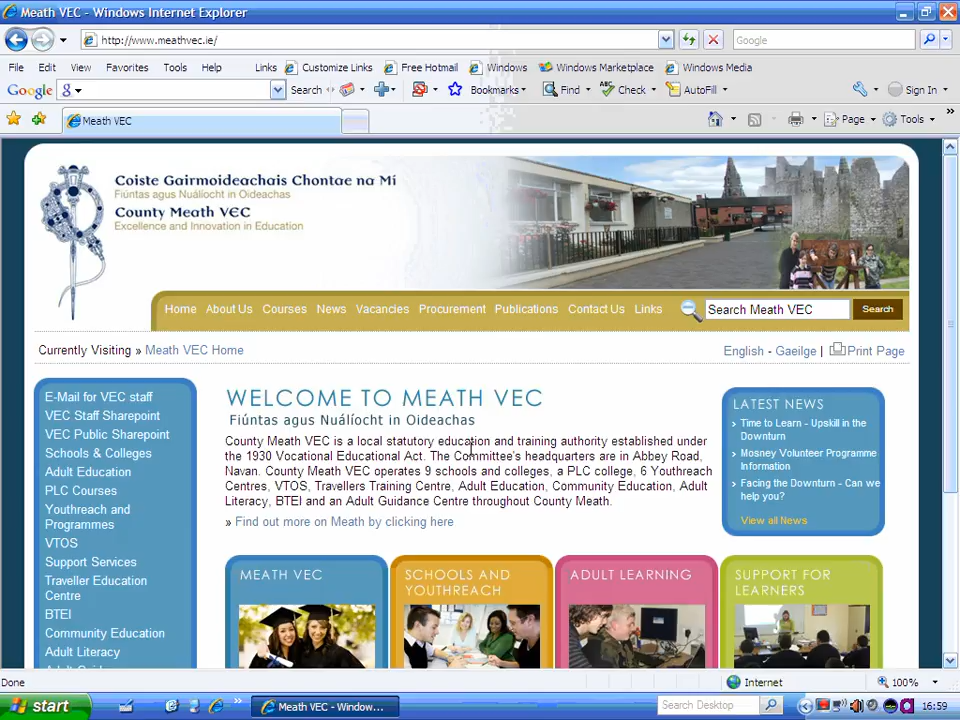 Meath VEC - Windows Internet Explorer
http://www.meathvec.ie/
Google
File Edit View Favorites Tools Help Links Customize Links Free Hotmail Windows Windows Marketplace Windows Media
Google Search Bookmarks Find Check AutoFill Sign In
Meath VEC Page Tools
Coiste Gairmoideachais Chontae na Mí
Fiúntas agus Nuálíocht in Oideachas
County Meath VEC
Excellence and Innovation in Education
Home About Us Courses News Vacancies Procurement Publications Contact Us Links Search Meath VEC Search
Currently Visiting » Meath VEC Home
English - Gaeilge | Print Page
E-Mail for VEC staff
VEC Staff Sharepoint
VEC Public Sharepoint
Schools & Colleges
Adult Education
PLC Courses
Youthreach and
Programmes
VTOS
Support Services
Traveller Education
Centre
BTEI
Community Education
Adult Literacy
WELCOME TO MEATH VEC
Fiúntas agus Nuálíocht in Oideachas
County Meath VEC is a local statutory education and training authority established under
the 1930 Vocational Educational Act. The Committee's headquarters are in Abbey Road,
Navan. County Meath VEC operates 9 schools and colleges, a PLC college, 6 Youthreach
Centres, VTOS, Travellers Training Centre, Adult Education, Community Education, Adult
Literacy, BTEI and an Adult Guidance Centre throughout County Meath.
» Find out more on Meath by clicking here
LATEST NEWS
› Time to Learn - Upskill in the
Downturn
› Mosney Volunteer Programme
Information
› Facing the Downturn - Can we
help you?
View all News
MEATH VEC
SCHOOLS AND
YOUTHREACH
ADULT LEARNING
SUPPORT FOR
LEARNERS
Done Internet 100%
start Meath VEC - Window... Search Desktop 16:59